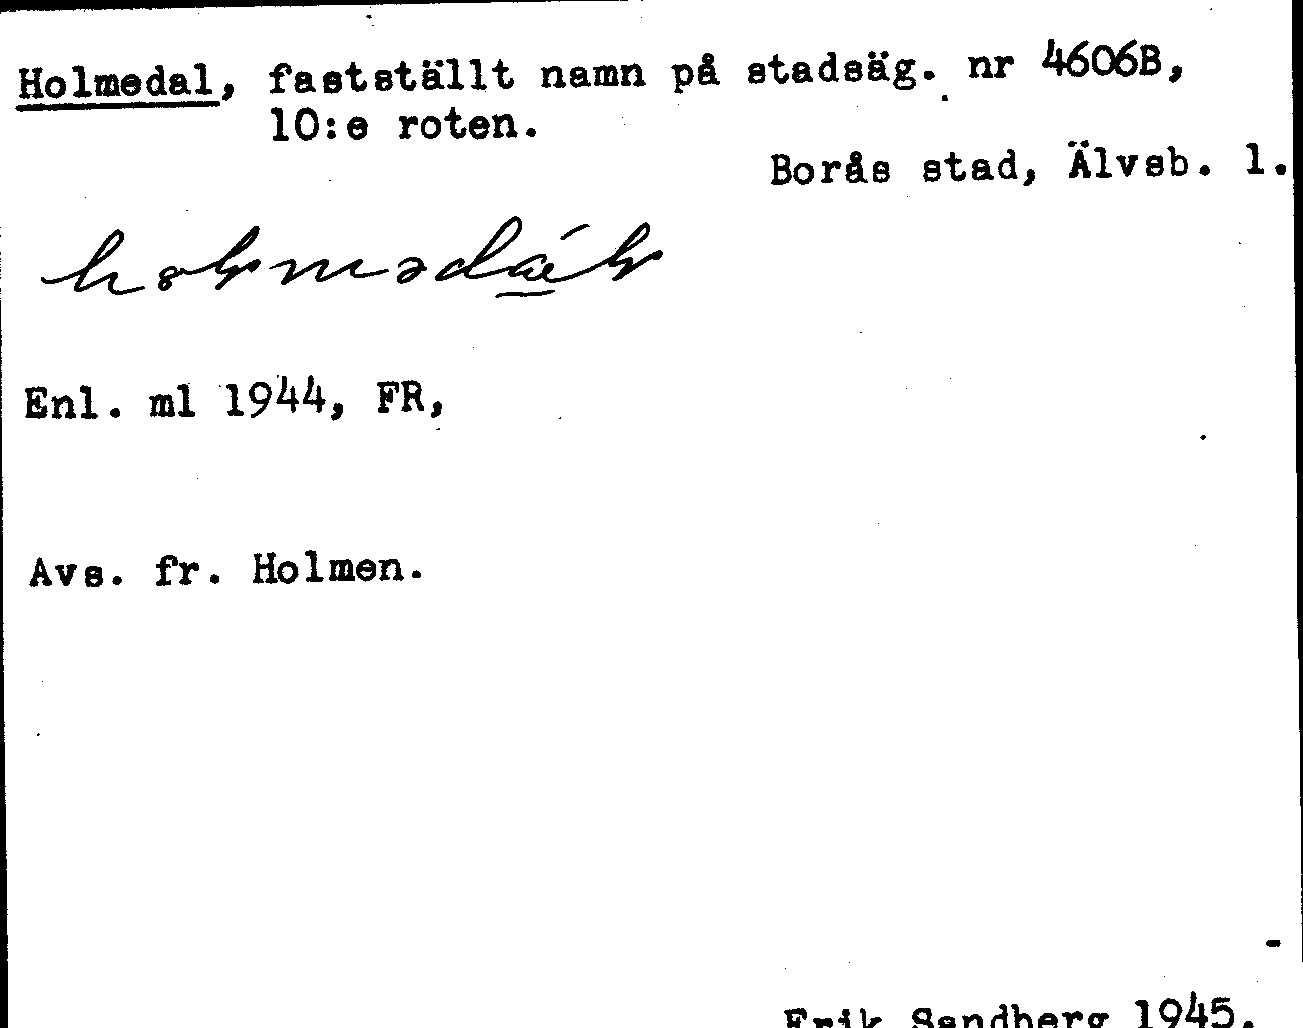 Holmedal, fastställt namn på stadsäg. nr 4606B,
10:e roten.
Borås stad, Älvsb. l.
Enl. ml 1944, FR,
Avs. fr. Holmen.
Erik Sandberg 1945.